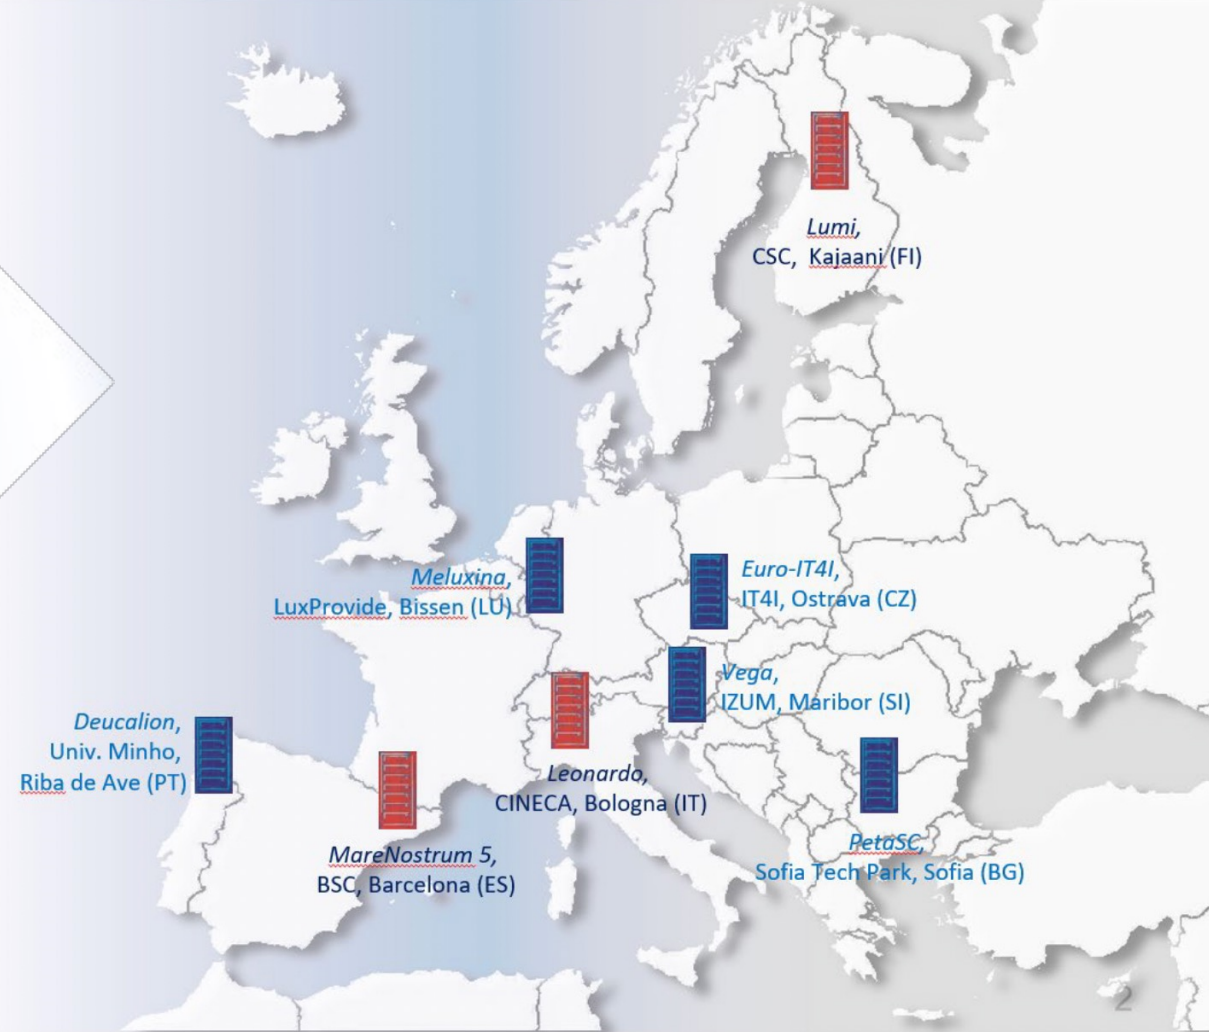 Lumi,
CSC, Kajaani (FI)
Meluxina,
LuxProvide, Bissen (LU)
Euro-IT4I,
IT4I, Ostrava (CZ)
Vega,
IZUM, Maribor (SI)
Deucalion,
Univ. Minho,
Riba de Ave (PT)
Leonardo,
CINECA, Bologna (IT)
MareNostrum 5,
BSC, Barcelona (ES)
PetaSC,
Sofia Tech Park, Sofia (BG)
2